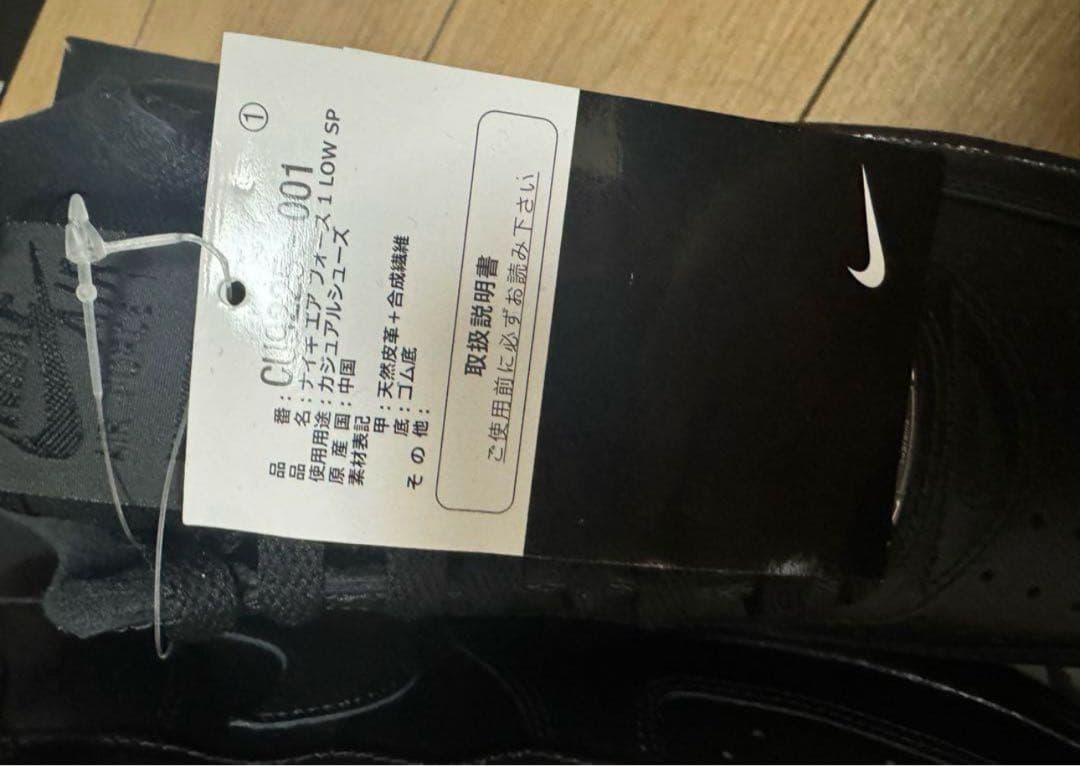 ①
品番: CU9225-001
品名: ナイキ エア フォース 1 LOW SP
使用用途: カジュアルシューズ
原産国: 中国
素材表記
甲: 天然皮革+合成繊維
底: ゴム底
その他:
取扱説明書
ご使用前に必ずお読み下さい